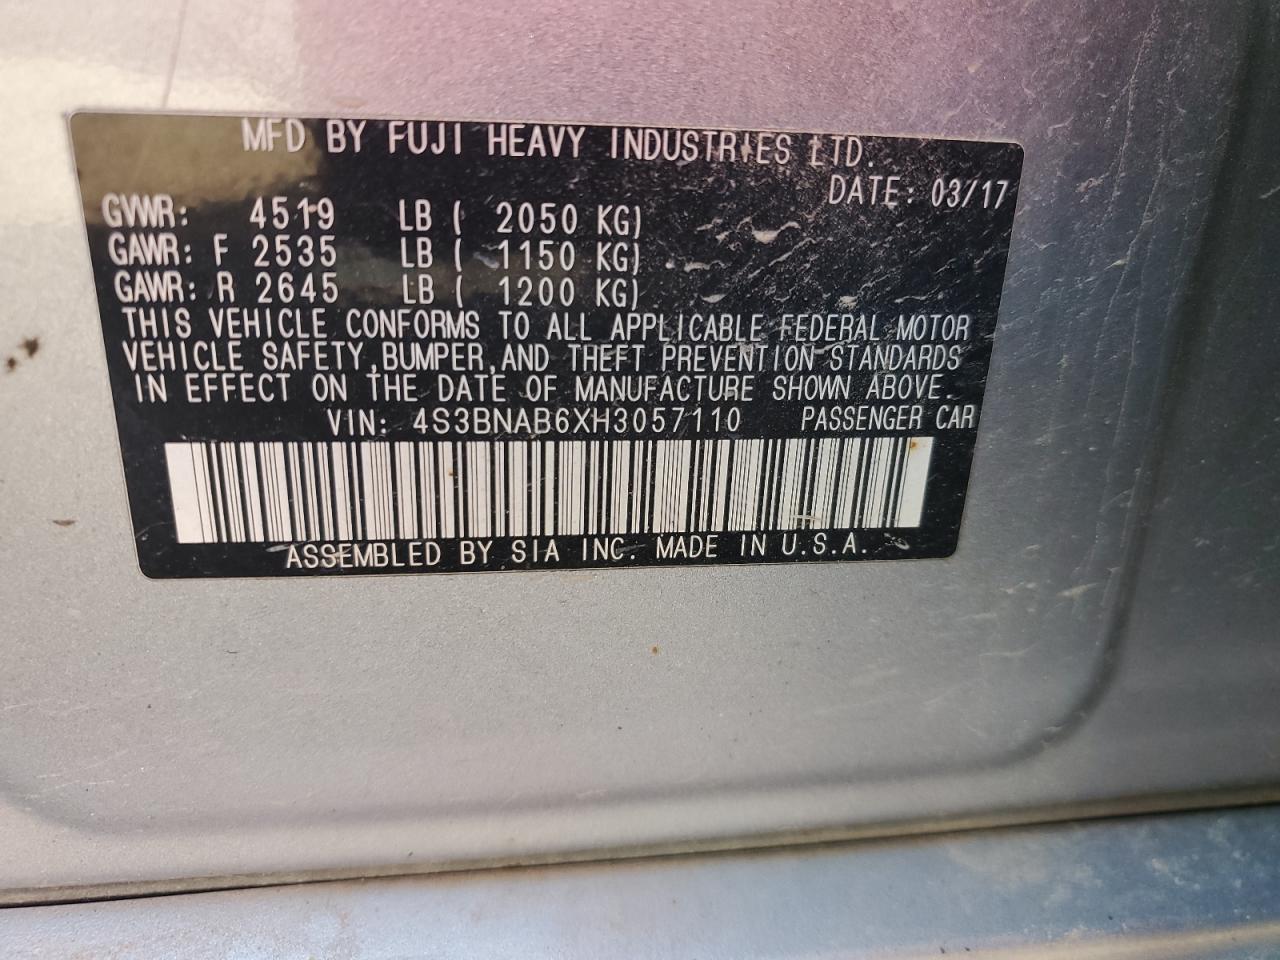 MFD BY FUJI HEAVY INDUSTRIES LTD.
DATE: 03/17
GVWR: 4519 LB ( 2050 KG)
GAWR: F 2535 LB ( 1150 KG)
GAWR: R 2645 LB ( 1200 KG)
THIS VEHICLE CONFORMS TO ALL APPLICABLE FEDERAL MOTOR
VEHICLE SAFETY,BUMPER,AND THEFT PREVENTION STANDARDS
IN EFFECT ON THE DATE OF MANUFACTURE SHOWN ABOVE.
VIN: 4S3BNAB6XH3057110 PASSENGER CAR
ASSEMBLED BY SIA INC. MADE IN U.S.A.